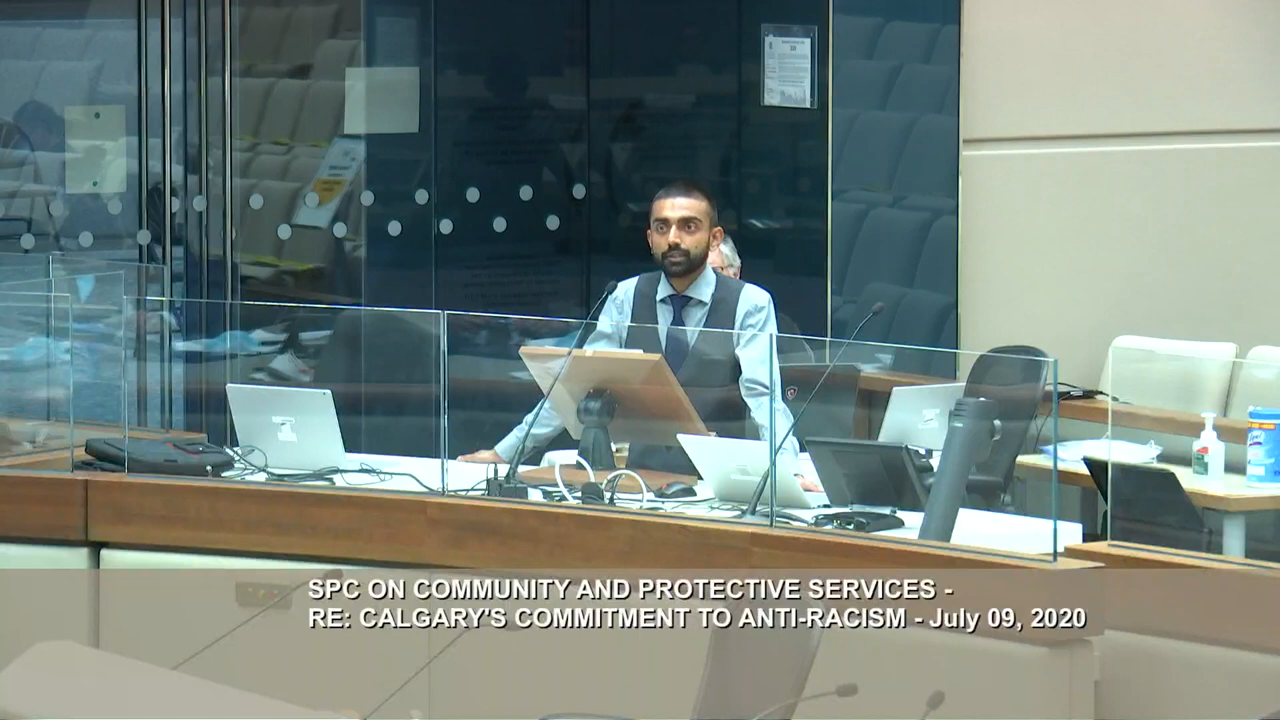 SPC ON COMMUNITY AND PROTECTIVE SERVICES -
RE: CALGARY'S COMMITMENT TO ANTI-RACISM - July 09, 2020